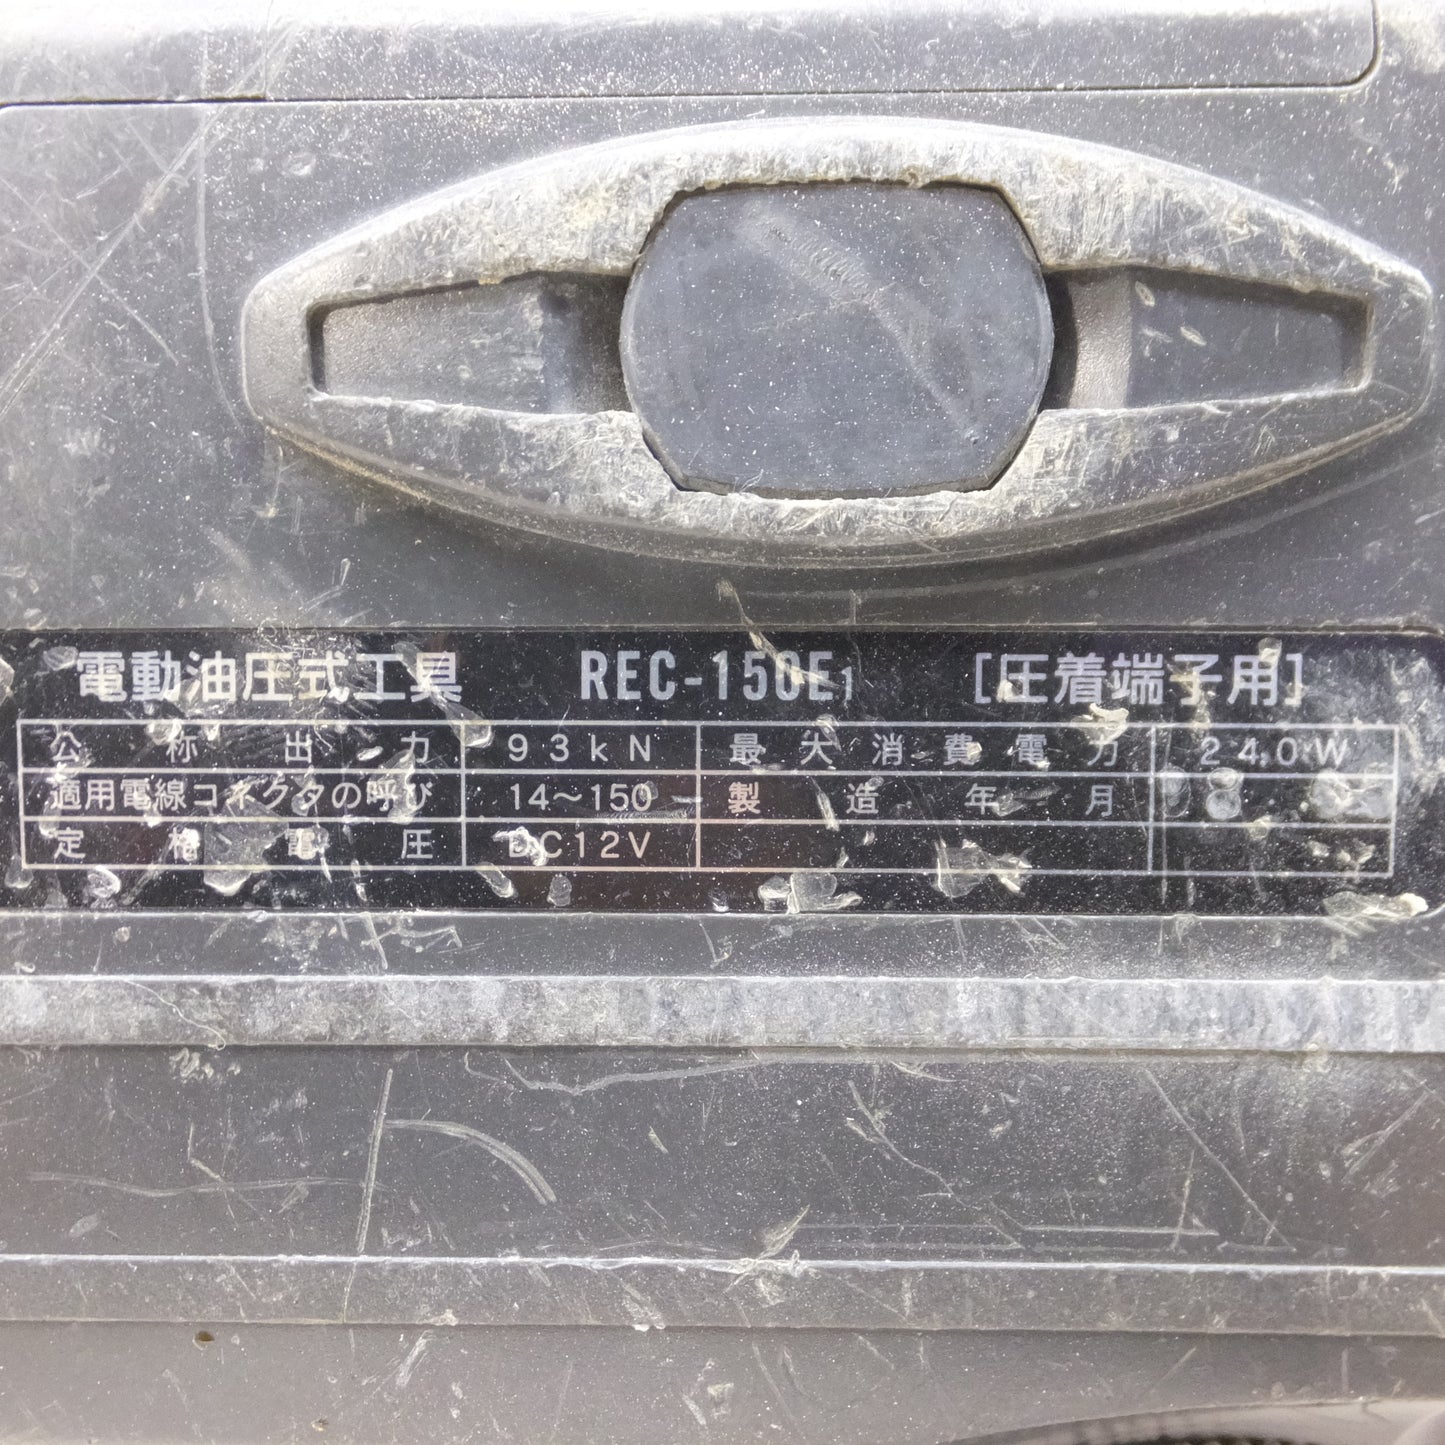 電動油圧式工具 REC-150E1 [圧着端子用]
公称出力 93kN 最大消費電力 240W
適用電線コネクタの呼び 14～150 製造年月
定格電圧 DC12V